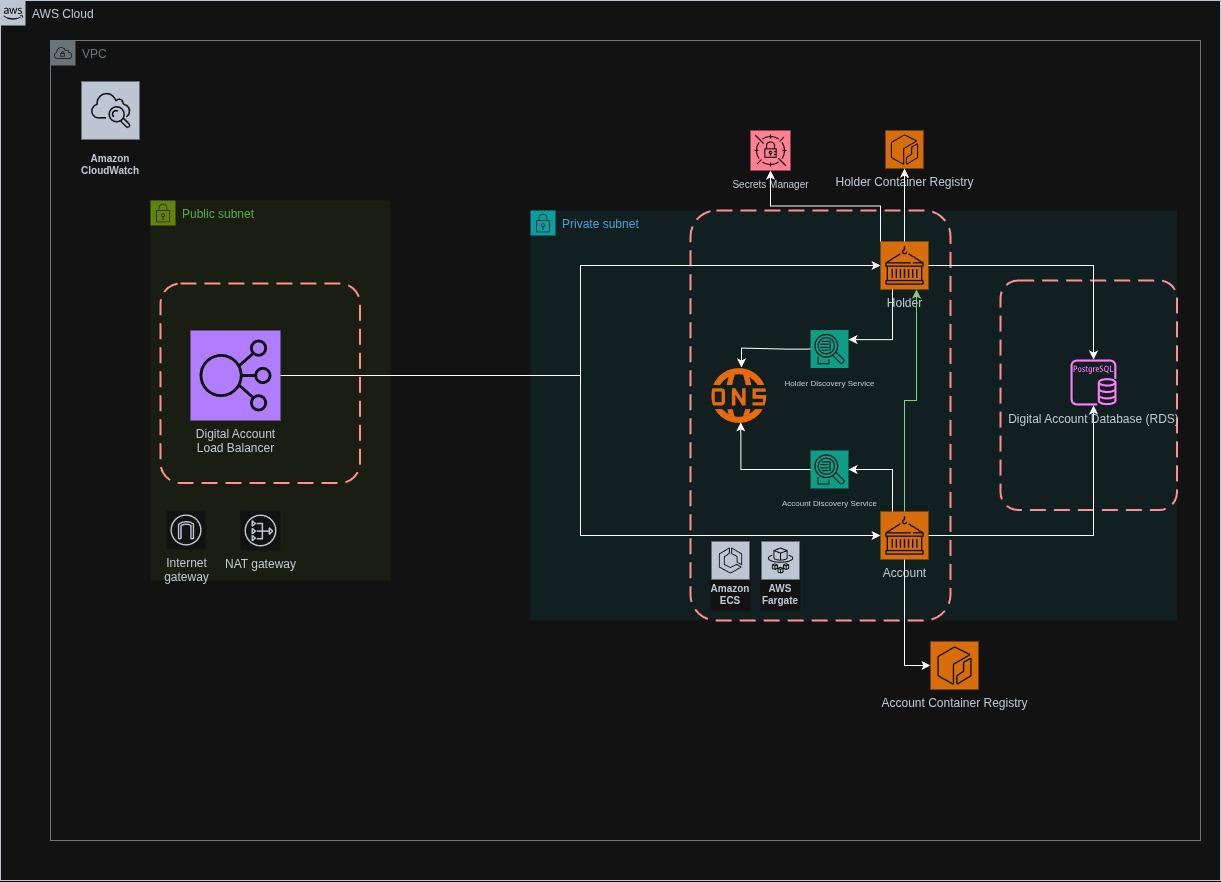 aws
AWS Cloud
VPC
Amazon
CloudWatch
Secrets Manager
Holder Container Registry
Public subnet
Private subnet
Holder
Holder Discovery Service
DNS
PostgreSQL
Digital Account Database (RDS)
Digital Account
Load Balancer
Account Discovery Service
Internet
gateway
NAT gateway
Account
Amazon
ECS
AWS
Fargate
Account Container Registry